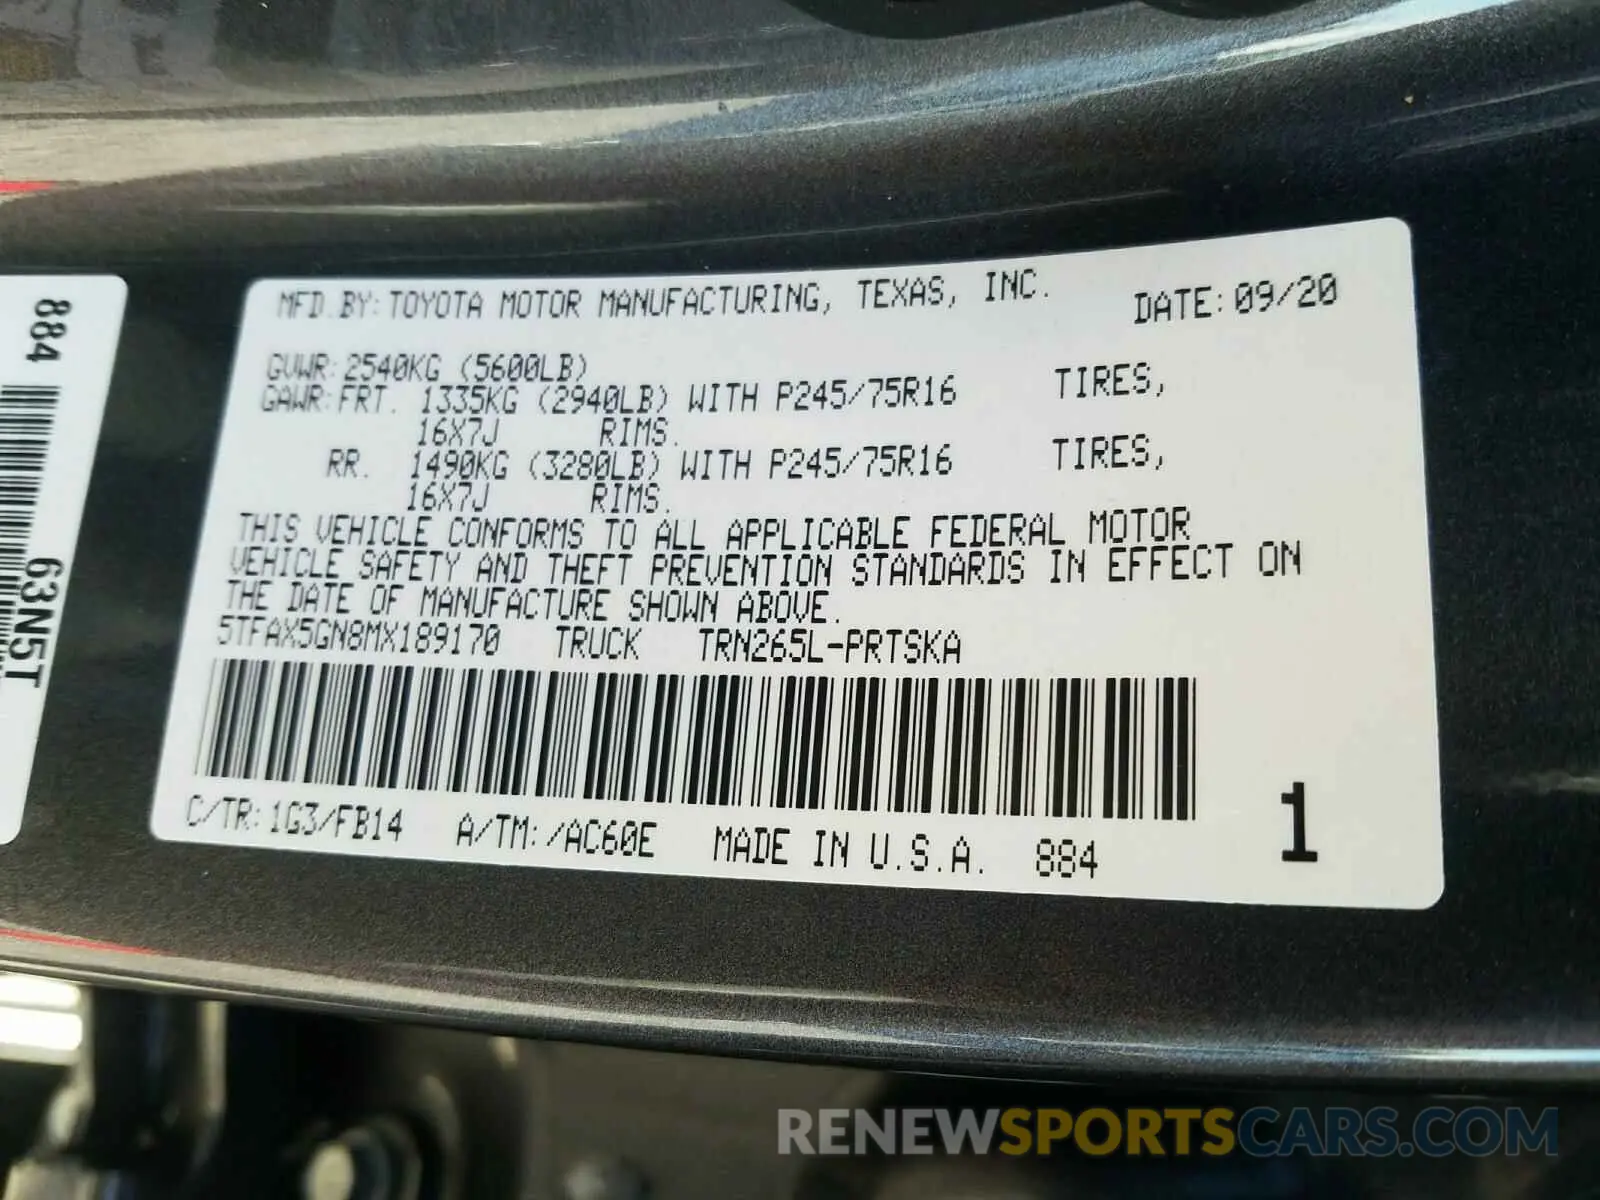 884
63N5T
MFD.BY:TOYOTA MOTOR MANUFACTURING, TEXAS, INC.
DATE:09/20
GVWR:2540KG (5600LB)
GAWR:FRT. 1335KG (2940LB) WITH P245/75R16 TIRES,
16X7J RIMS.
RR. 1490KG (3280LB) WITH P245/75R16 TIRES,
16X7J RIMS.
THIS VEHICLE CONFORMS TO ALL APPLICABLE FEDERAL MOTOR
VEHICLE SAFETY AND THEFT PREVENTION STANDARDS IN EFFECT ON
THE DATE OF MANUFACTURE SHOWN ABOVE.
5TFAX5GN8MX189170 TRUCK TRN265L-PRTSKA
C/TR:1G3/FB14 A/TM:/AC60E MADE IN U.S.A. 884
1
RENEWSPORTSCARS.COM